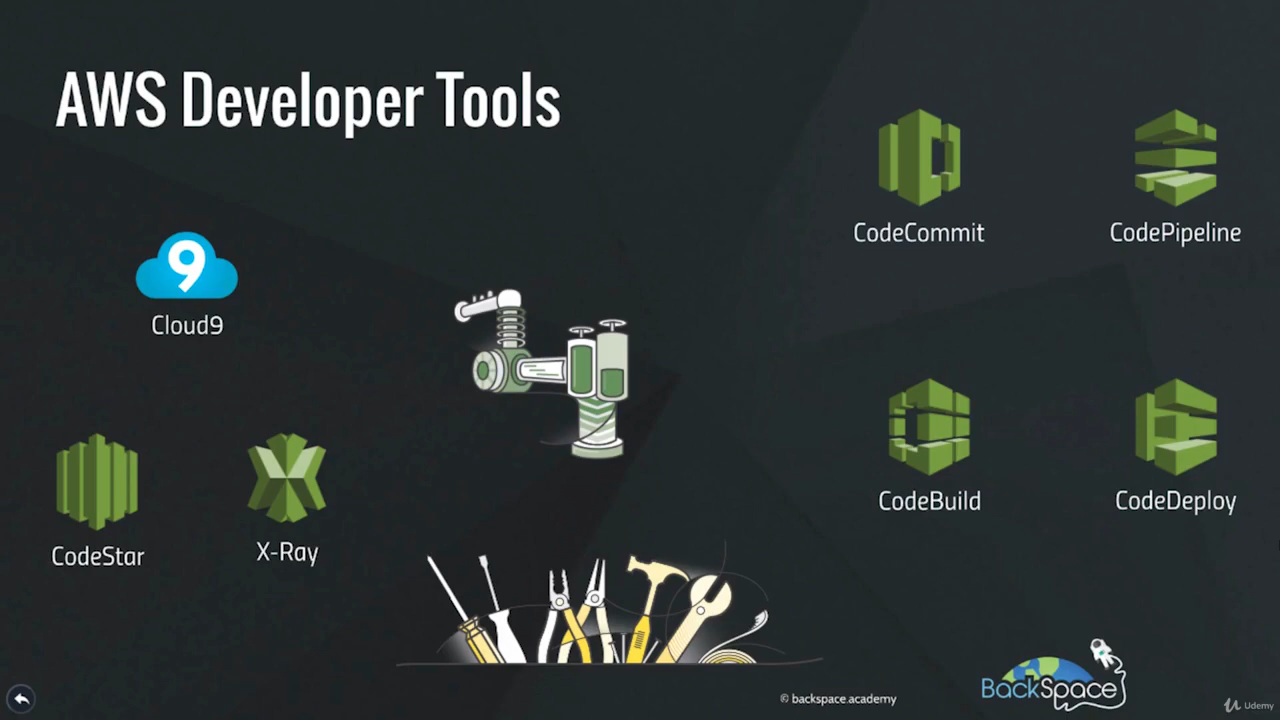 AWS Developer Tools
CodeCommit
CodePipeline
9
Cloud9
CodeBuild
CodeDeploy
CodeStar
X-Ray
© backspace.academy
BackSpace
Udemy